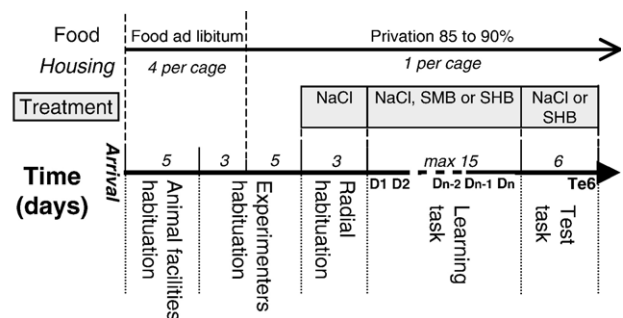 Food
Food ad libitum
Privation 85 to 90%
Housing
4 per cage
1 per cage
Treatment
NaCl
NaCl, SMB or SHB
NaCl or
SHB
Time
(days)
Arrival
5
3
5
3
max 15
6
D1 D2
Dn-2 Dn-1 Dn
Te6
Animal facilities
habituation
Experimenters
habituation
Radial
habituation
Learning
task
Test
task